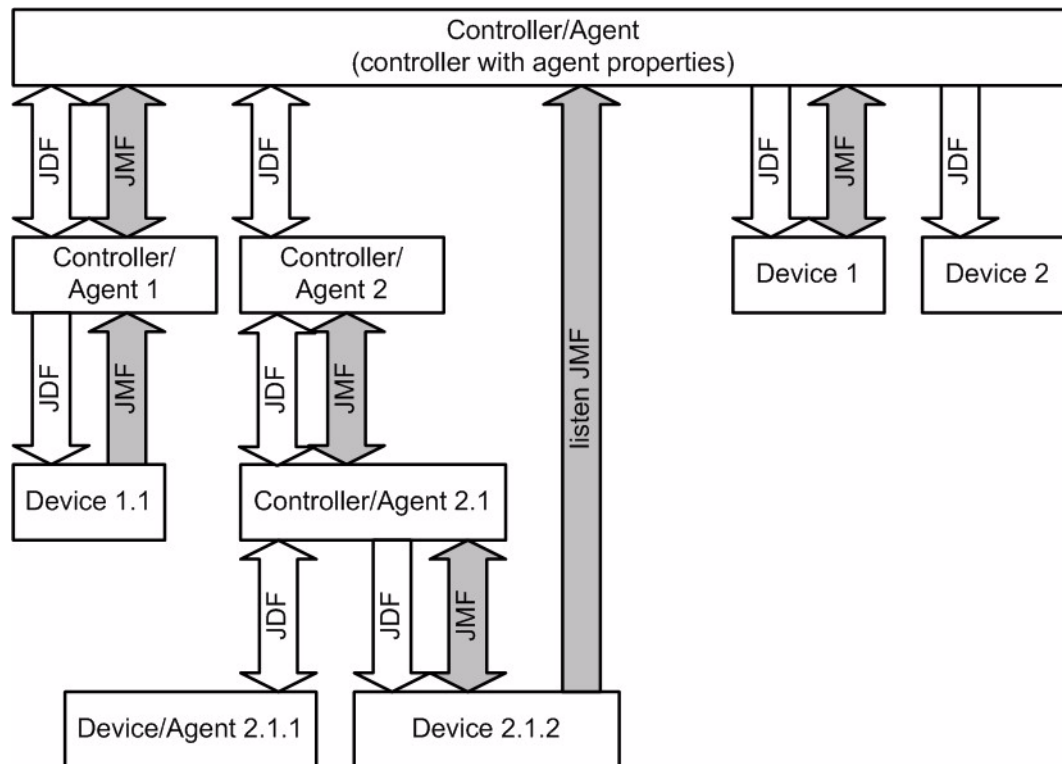 Controller/Agent
(controller with agent properties)
JDF
JMF
JDF
JDF
JMF
JDF
Controller/
Agent 1
Controller/
Agent 2
Device 1
Device 2
JDF
JMF
JDF
JMF
listen JMF
Device 1.1
Controller/Agent 2.1
JDF
JDF
JMF
Device/Agent 2.1.1
Device 2.1.2